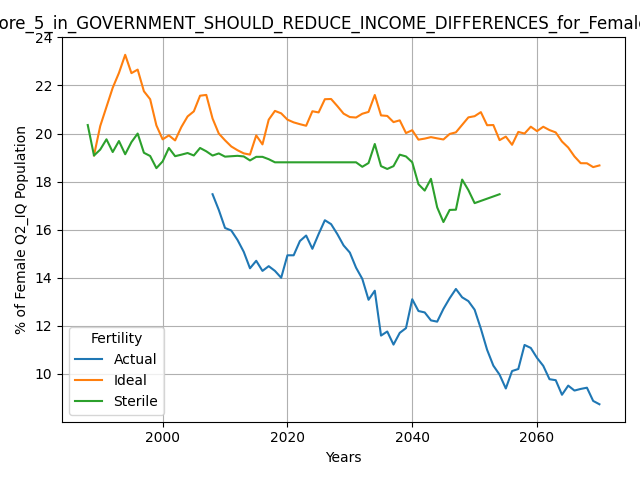 ore_5_in_GOVERNMENT_SHOULD_REDUCE_INCOME_DIFFERENCES_for_Female
24
22
20
18
16
14
12
10
% of Female Q2_IQ Population
Fertility
Actual
Ideal
Sterile
2000 2020 2040 2060
Years